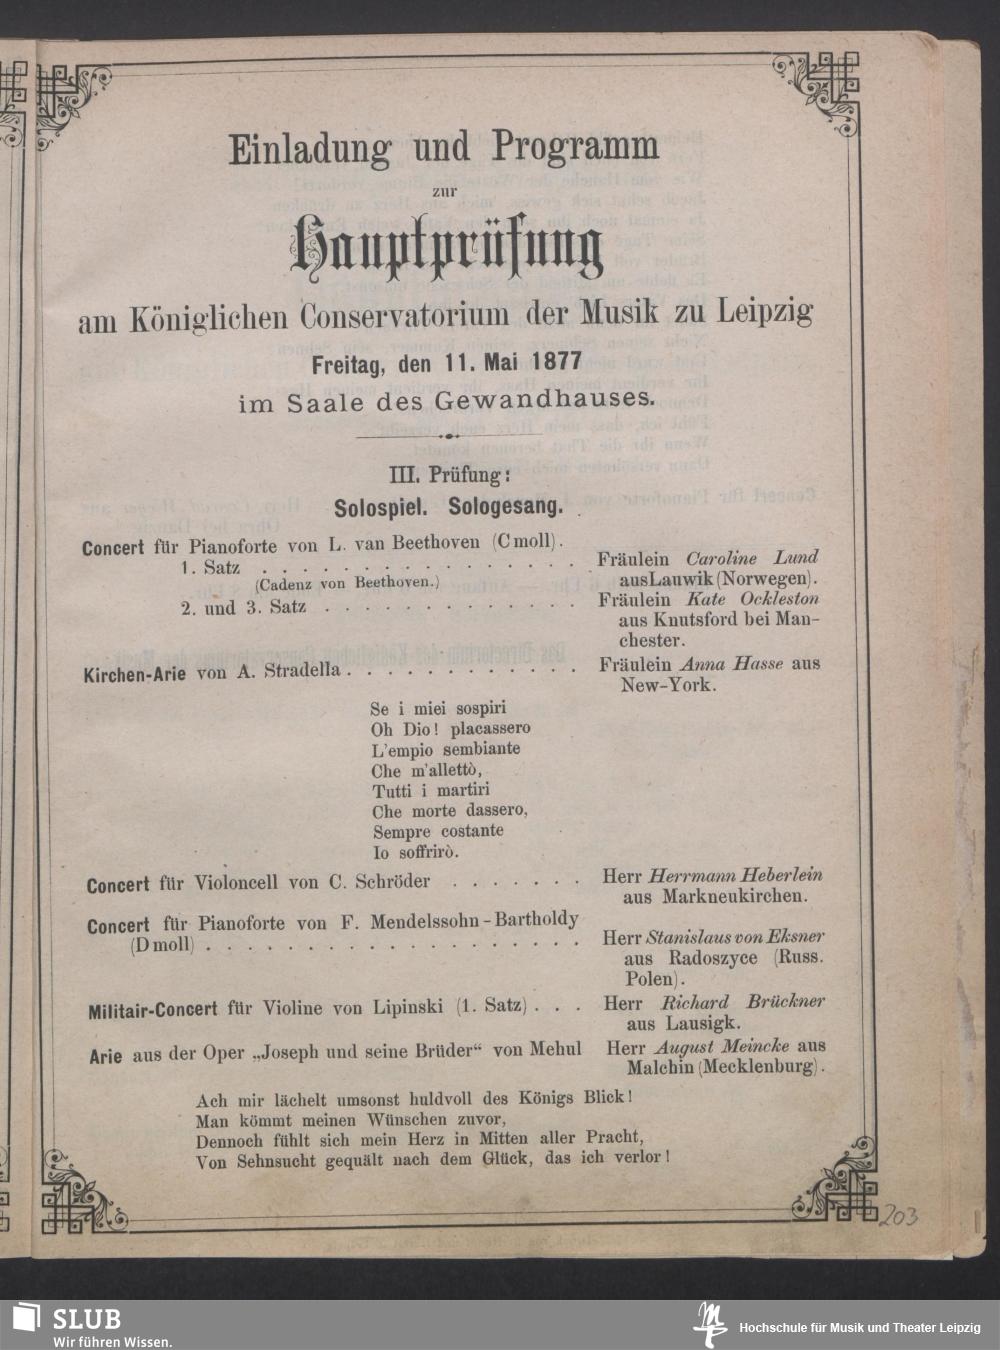 Einladung und Programm
zur
Hauptprüfung
am Königlichen Conservatorium der Musik zu Leipzig
Freitag, den 11. Mai 1877
im Saale des Gewandhauses.
III. Prüfung:
Solospiel. Sologesang.
Concert für Pianoforte von L. van Beethoven (C moll).
1. Satz . . . . . . . . . . . . . . . . Fräulein Caroline Lund
(Cadenz von Beethoven.) aus Lauwik (Norwegen).
2. und 3. Satz . . . . . . . . . . . . . Fräulein Kate Ockleston
aus Knutsford bei Man-
chester.
Kirchen-Arie von A. Stradella . . . . . . . . . . . . Fräulein Anna Hasse aus
New-York.
Se i miei sospiri
Oh Dio! placassero
L'empio sembiante
Che m'allettò,
Tutti i martiri
Che morte dassero,
Sempre costante
Io soffrirò.
Concert für Violoncell von C. Schröder . . . . . . . Herr Herrmann Heberlein
aus Markneukirchen.
Concert für Pianoforte von F. Mendelssohn-Bartholdy
(D moll) . . . . . . . . . . . . . . . . . . . Herr Stanislaus von Eksner
aus Radoszyce (Russ.
Polen).
Militair-Concert für Violine von Lipinski (1. Satz) . . . Herr Richard Brückner
aus Lausigk.
Arie aus der Oper „Joseph und seine Brüder“ von Mehul Herr August Meincke aus
Malchin (Mecklenburg).
Ach mir lächelt umsonst huldvoll des Königs Blick!
Man kömmt meinen Wünschen zuvor,
Dennoch fühlt sich mein Herz in Mitten aller Pracht,
Von Sehnsucht gequält nach dem Glück, das ich verlor!
203
SLUB
Wir führen Wissen.
Hochschule für Musik und Theater Leipzig